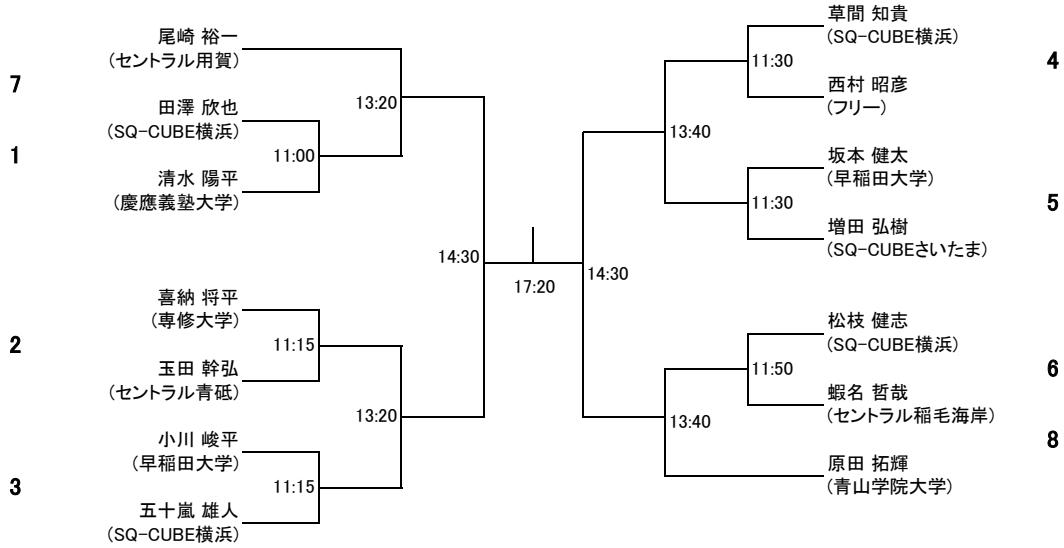 尾崎 裕一
(セントラル用賀)
7
13:20
田澤 欣也
(SQ-CUBE横浜)
1
11:00
清水 陽平
(慶應義塾大学)
14:30
喜納 将平
(専修大学)
2
11:15
玉田 幹弘
(セントラル青砥)
13:20
小川 峻平
(早稲田大学)
3
11:15
五十嵐 雄人
(SQ-CUBE横浜)
17:20
草間 知貴
(SQ-CUBE横浜)
11:30
4
西村 昭彦
(フリー)
13:40
坂本 健太
(早稲田大学)
11:30
5
増田 弘樹
(SQ-CUBEさいたま)
14:30
松枝 健志
(SQ-CUBE横浜)
11:50
6
蝦名 哲哉
(セントラル稲毛海岸)
13:40
8
原田 拓輝
(青山学院大学)